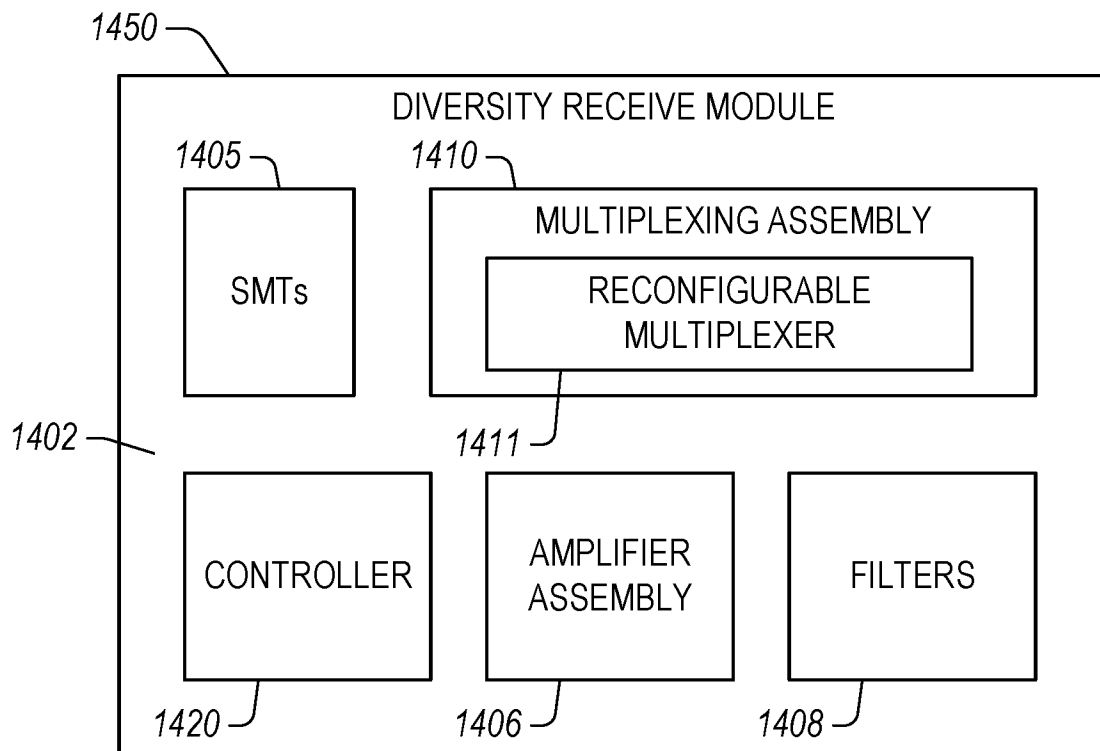 1450
DIVERSITY RECEIVE MODULE
1405
1410
SMTs
MULTIPLEXING ASSEMBLY
RECONFIGURABLE
MULTIPLEXER
1402
1411
CONTROLLER
AMPLIFIER
ASSEMBLY
FILTERS
1420
1406
1408